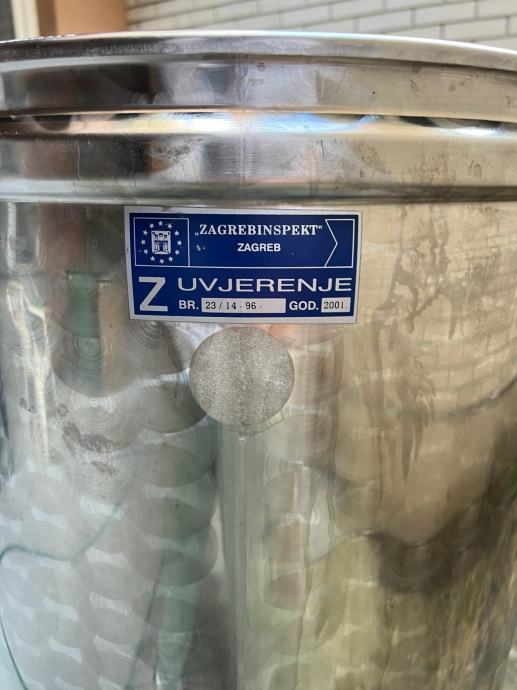 „ZAGREBINSPEKT"
ZAGREB
Z UVJERENJE
BR. 23/14-96- GOD. 2001.